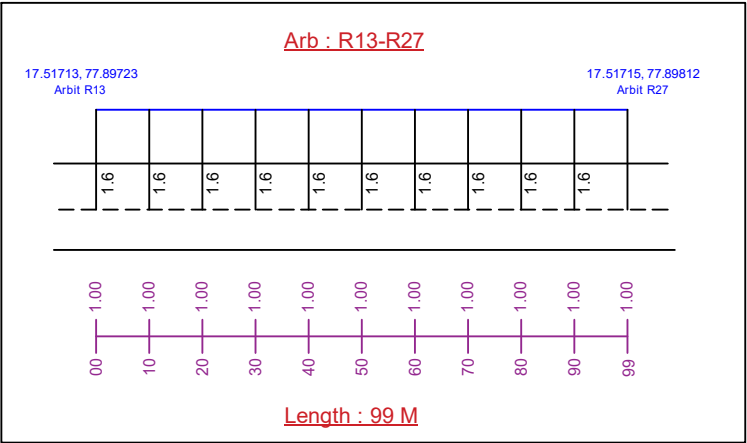 Arb : R13-R27
17.51713, 77.89723
Arbit R13
17.51715, 77.89812
Arbit R27
1.6 1.6 1.6 1.6 1.6 1.6 1.6 1.6 1.6 1.6
1.00 1.00 1.00 1.00 1.00 1.00 1.00 1.00 1.00 1.00 1.00
00 10 20 30 40 50 60 70 80 90 99
Length : 99 M